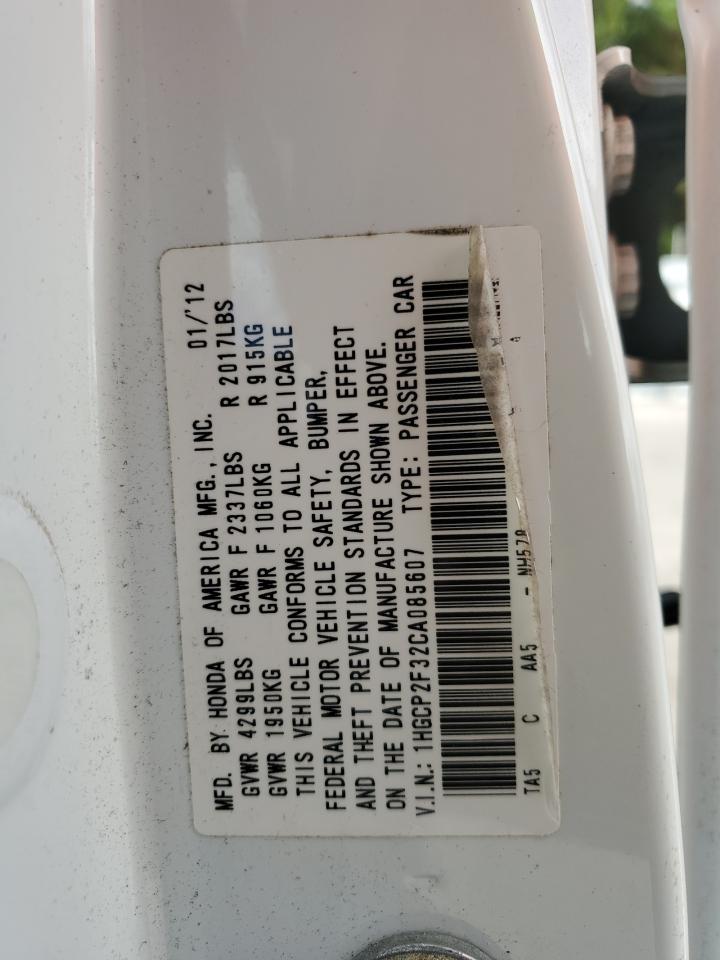 MFD. BY HONDA OF AMERICA MFG., INC. 01/'12
GVWR 4299LBS GAWR F 2337LBS R 2017LBS
GVWR 1950KG GAWR F 1060KG R 915KG
THIS VEHICLE CONFORMS TO ALL APPLICABLE
FEDERAL MOTOR VEHICLE SAFETY, BUMPER,
AND THEFT PREVENTION STANDARDS IN EFFECT
ON THE DATE OF MANUFACTURE SHOWN ABOVE.
V.I.N.: 1HGCP2F32CA085607 TYPE: PASSENGER CAR
TA5 C AA5 - NH578